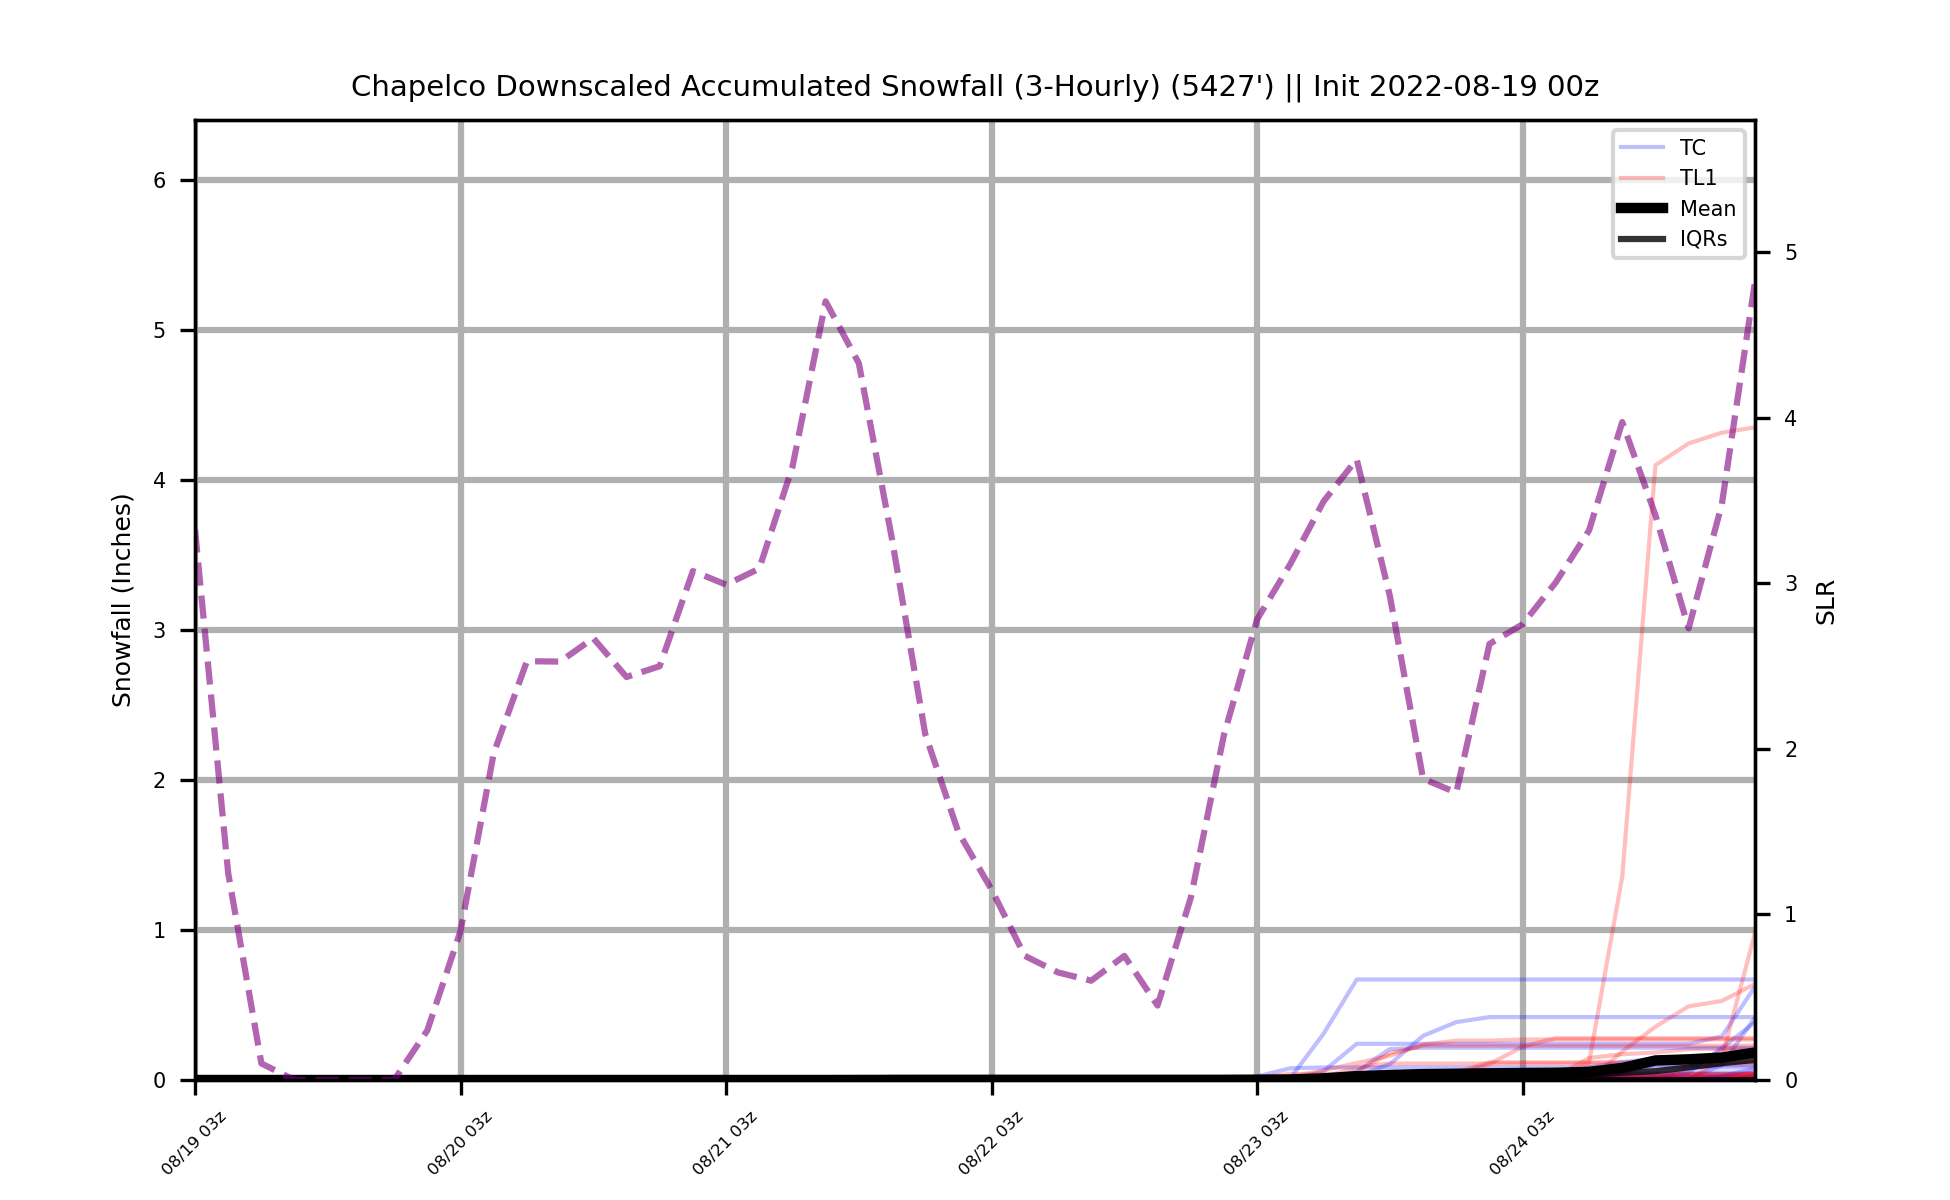 Chapelco Downscaled Accumulated Snowfall (3-Hourly) (5427') || Init 2022-08-19 00z
TC
TL1
Mean
IQRs
6
5
4
3
2
1
0
Snowfall (Inches)
5
4
3
2
1
0
SLR
08/19 03z
08/20 03z
08/21 03z
08/22 03z
08/23 03z
08/24 03z